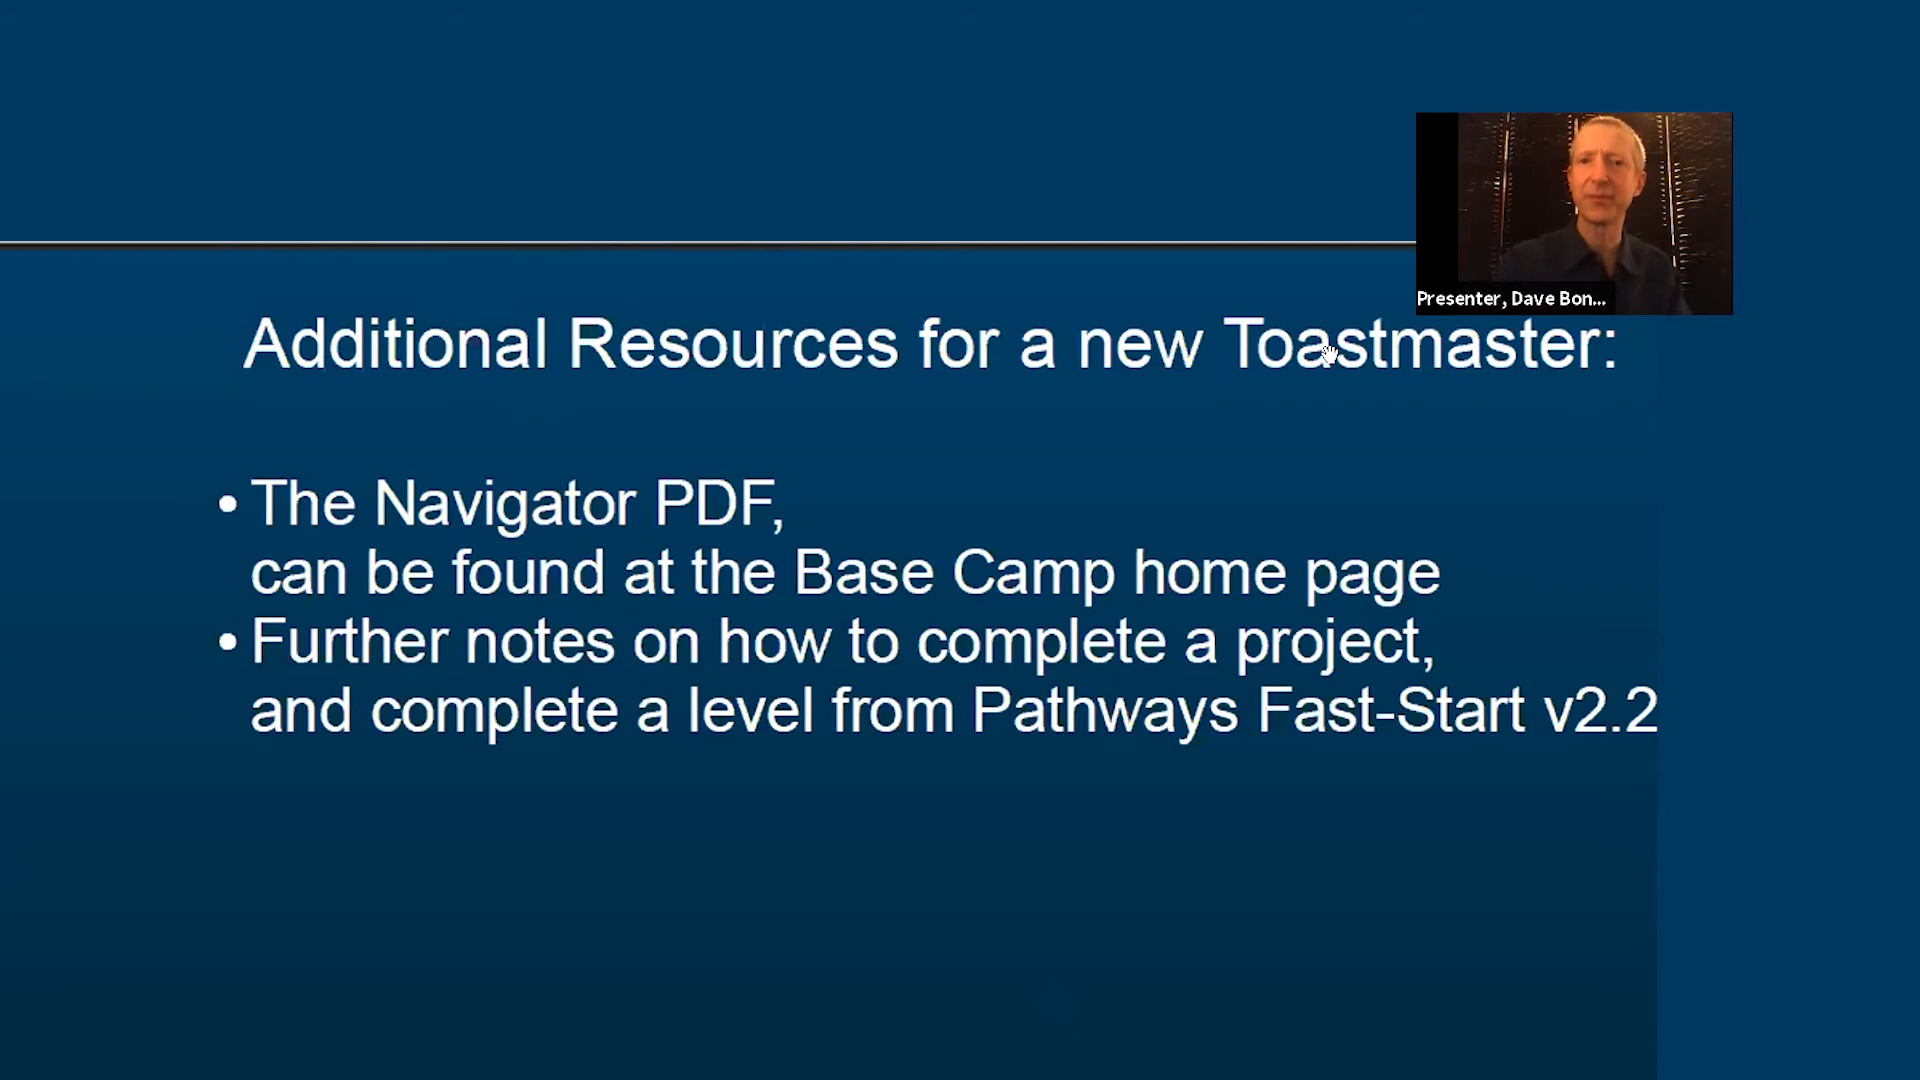 Presenter, Dave Bon...
Additional Resources for a new Toastmaster:
• The Navigator PDF,
can be found at the Base Camp home page
• Further notes on how to complete a project,
and complete a level from Pathways Fast-Start v2.2